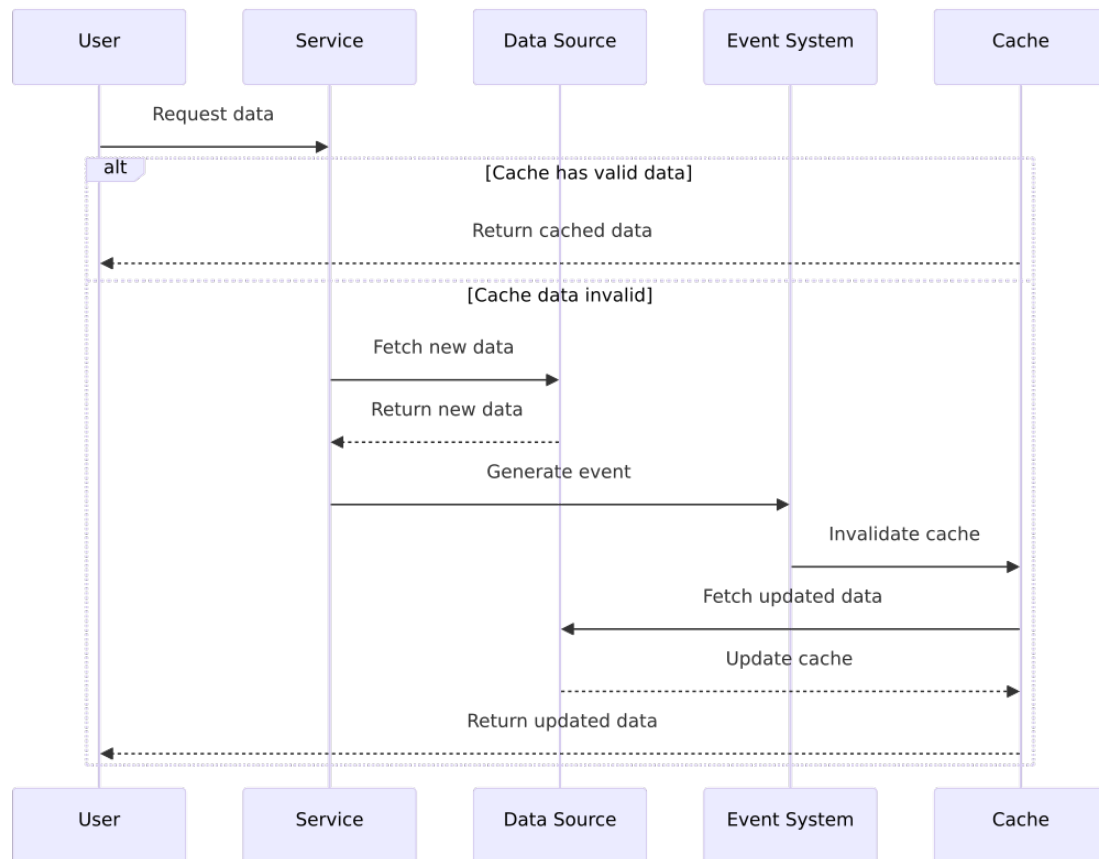 User
Service
Data Source
Event System
Cache
Request data
alt
[Cache has valid data]
Return cached data
[Cache data invalid]
Fetch new data
Return new data
Generate event
Invalidate cache
Fetch updated data
Update cache
Return updated data
User
Service
Data Source
Event System
Cache